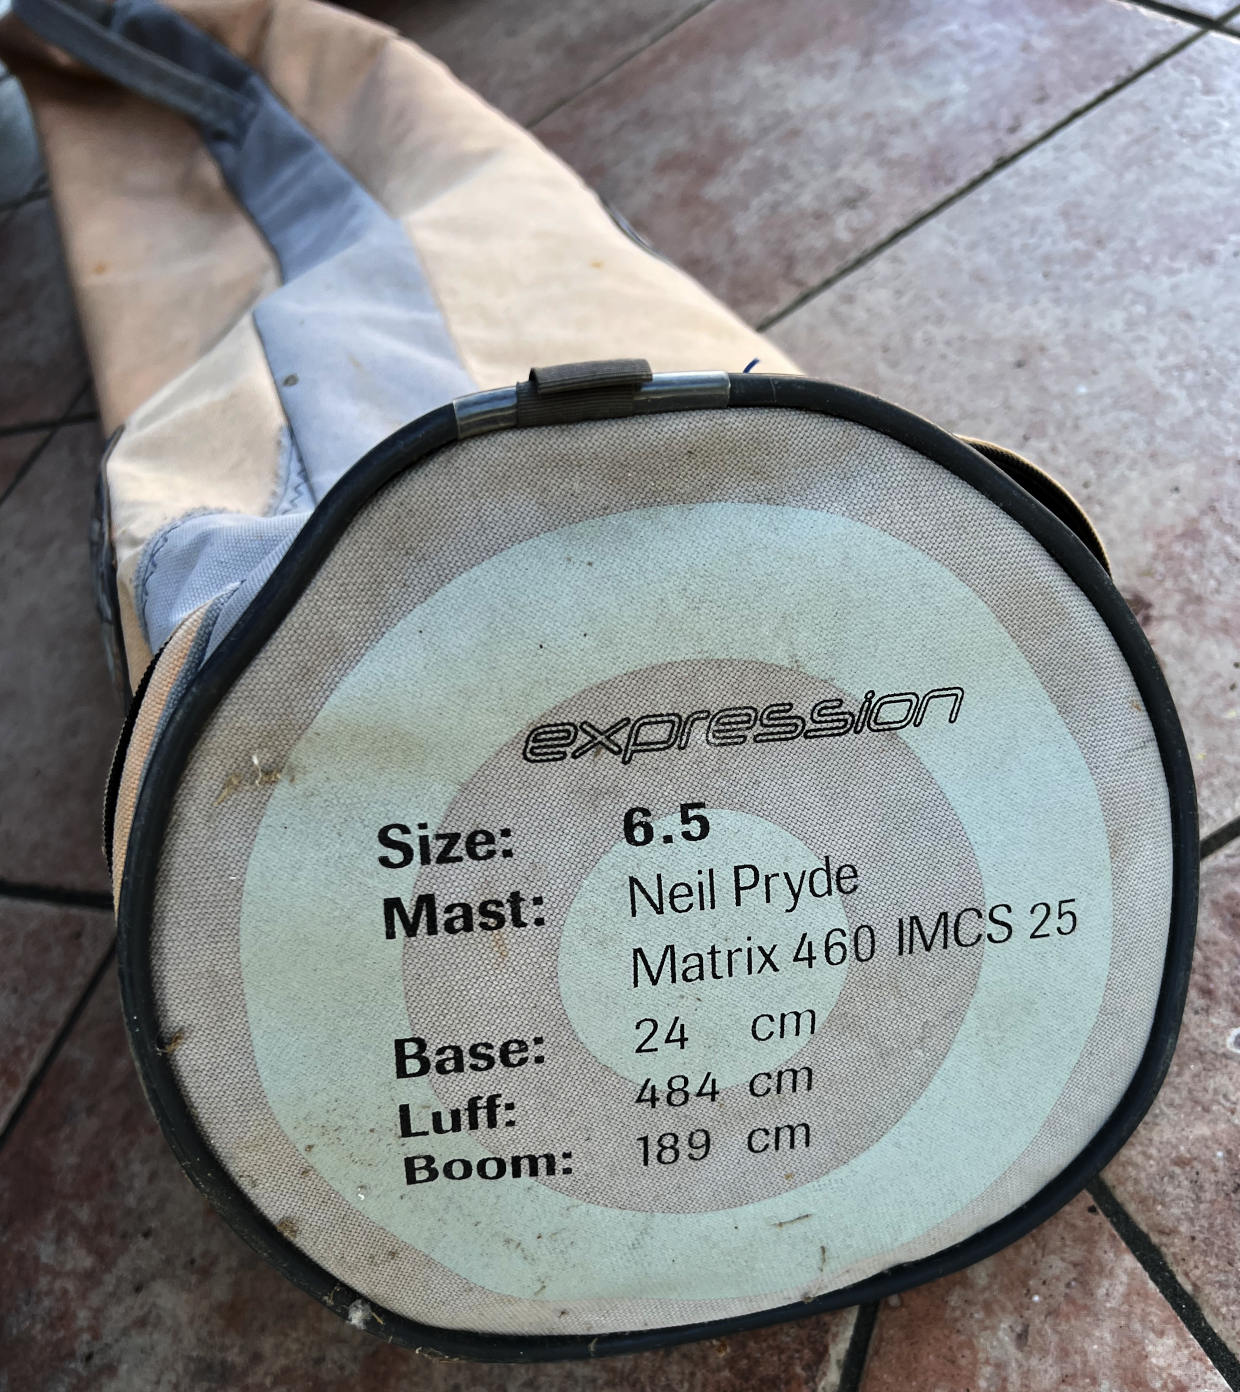 expression
Size: 6.5
Mast: Neil Pryde
Matrix 460 IMCS 25
Base: 24 cm
Luff: 484 cm
Boom: 189 cm